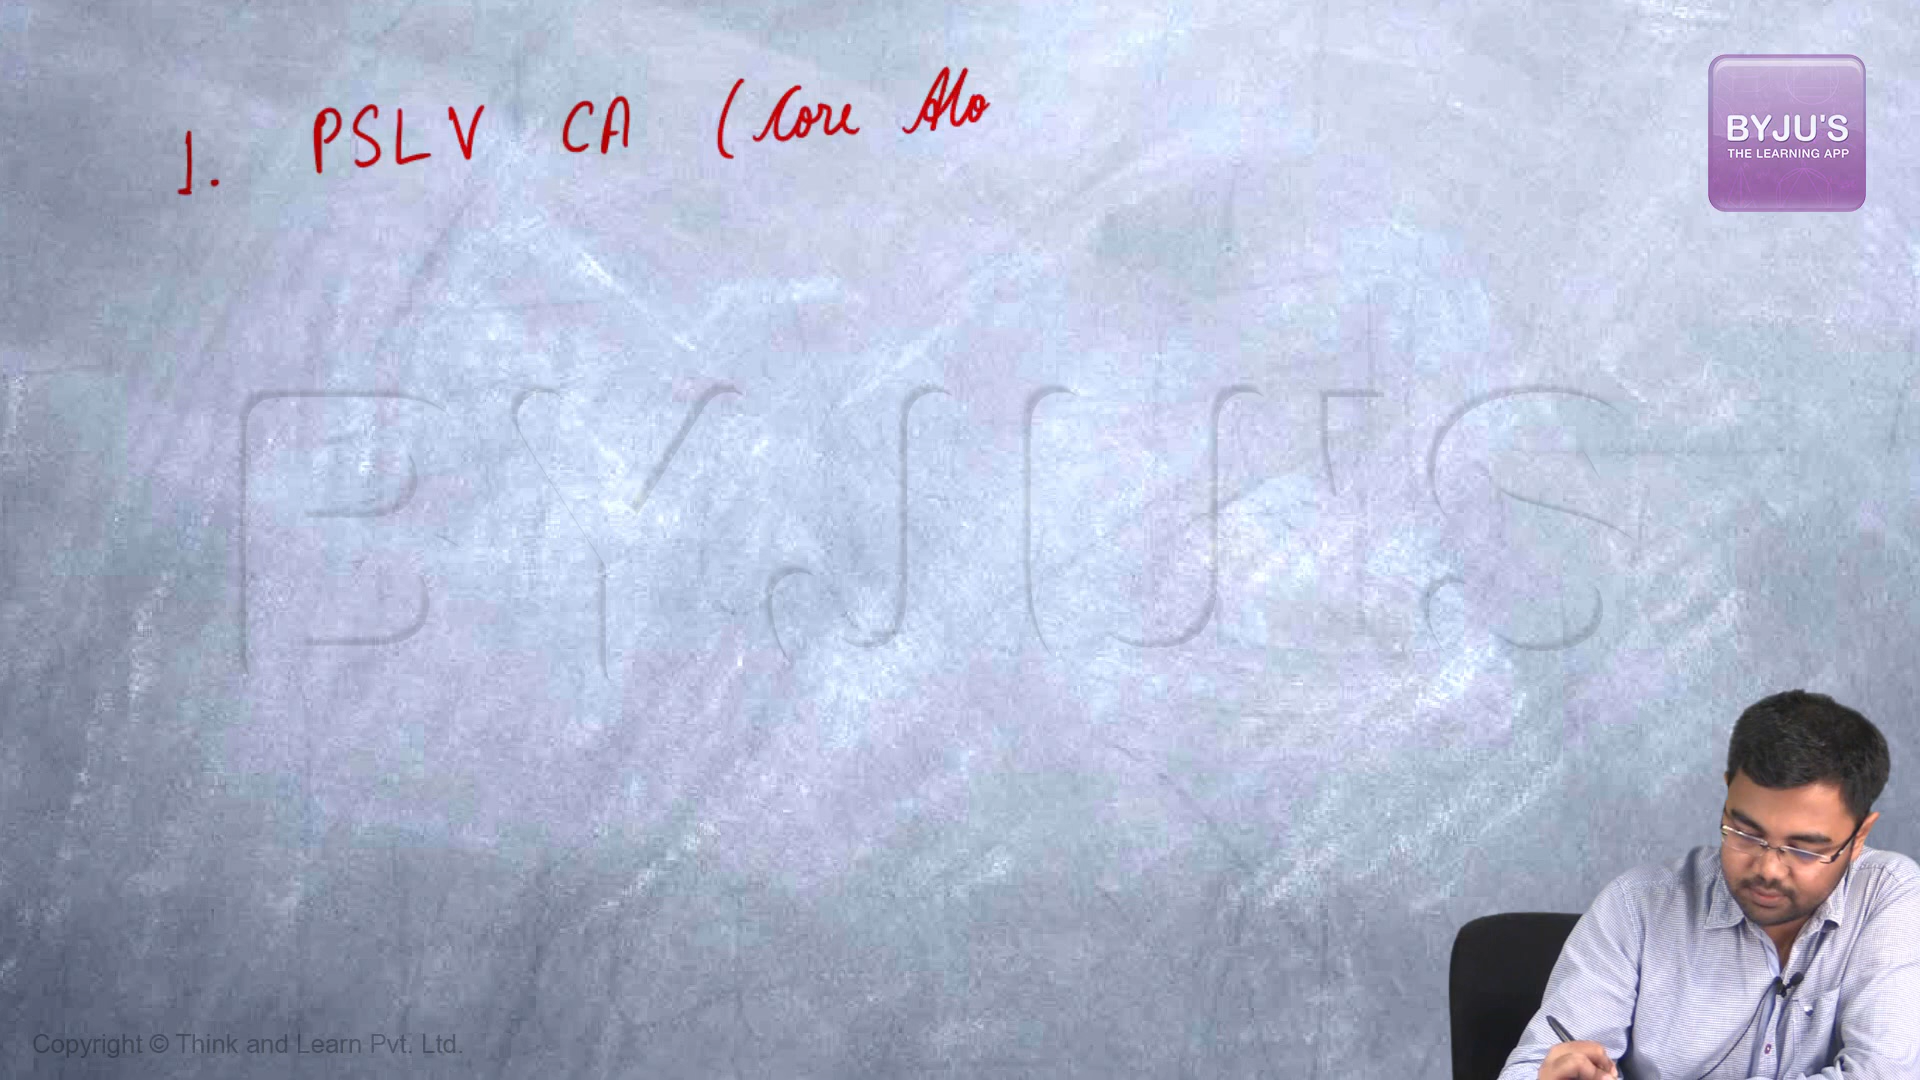 1. PSLV CA (Core Alo
BYJU'S
THE LEARNING APP
BYJU'S
Copyright © Think and Learn Pvt. Ltd.